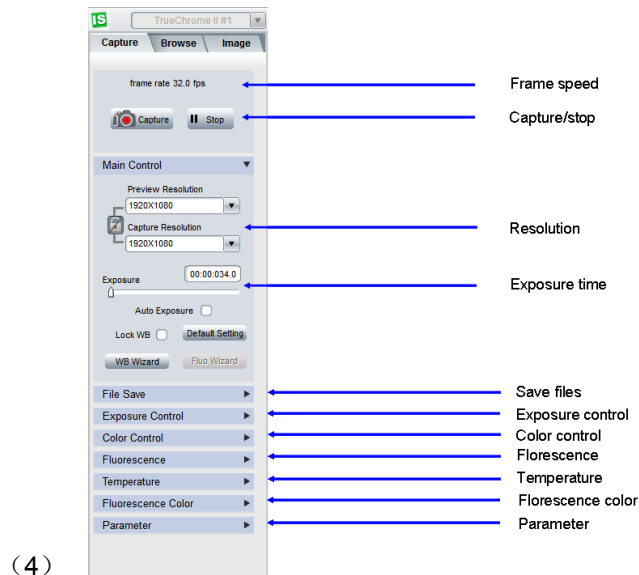 IS TrueChrome II #1
Capture Browse Image
frame rate 32.0 fps Frame speed
Capture Stop Capture/stop
Main Control
Preview Resolution
1920X1080
Capture Resolution Resolution
1920X1080
Exposure 00:00:034.0 Exposure time
Auto Exposure
Lock WB Default Setting
WB Wizard Fluo Wizard
File Save Save files
Exposure Control Exposure control
Color Control Color control
Fluorescence Florescence
Temperature Temperature
Fluorescence Color Florescence color
Parameter Parameter
（4）